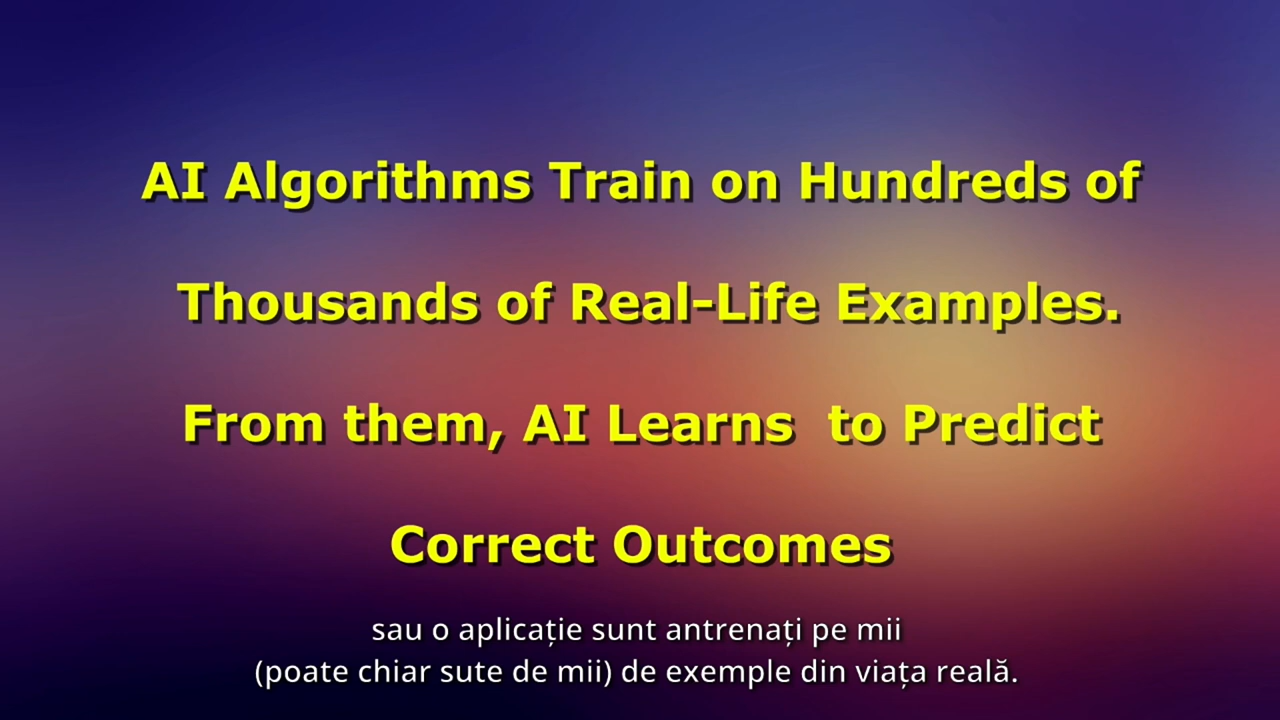 AI Algorithms Train on Hundreds of
Thousands of Real-Life Examples.
From them, AI Learns  to Predict
Correct Outcomes
sau o aplicație sunt antrenați pe mii
(poate chiar sute de mii) de exemple din viața reală.